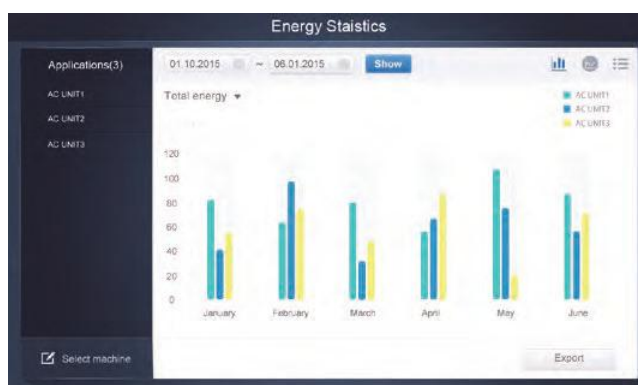 Energy Staistics
Applications(3)
AC UNIT1
AC UNIT2
AC UNIT3
Select machine
01.10.2015 ~ 06.01.2015 Show
Total energy
AC UNIT1
AC UNIT2
AC UNIT3
120
100
80
60
40
20
0
January February March April May June
Export